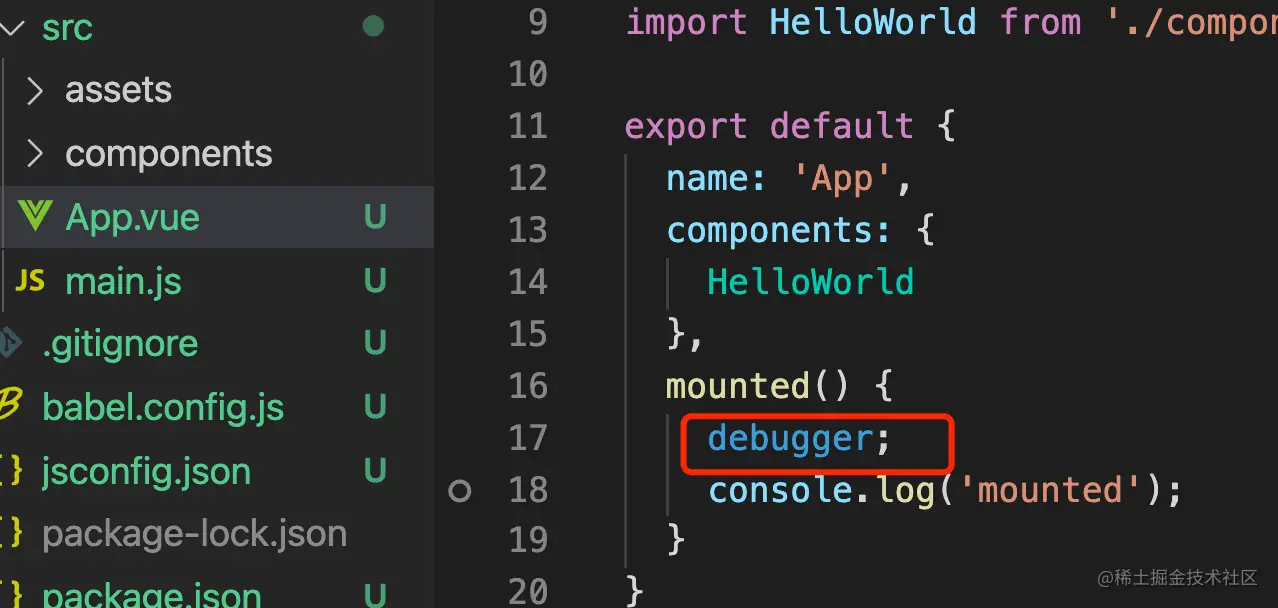 src
assets
components
App.vue U
JS main.js U
.gitignore U
babel.config.js U
{} jsconfig.json U
{} package-lock.json
{} package.json U
9 import HelloWorld from './compon
10
11 export default {
12 name: 'App',
13 components: {
14 HelloWorld
15 },
16 mounted() {
17 debugger;
18 console.log('mounted');
19 }
20 }
@稀土掘金技术社区